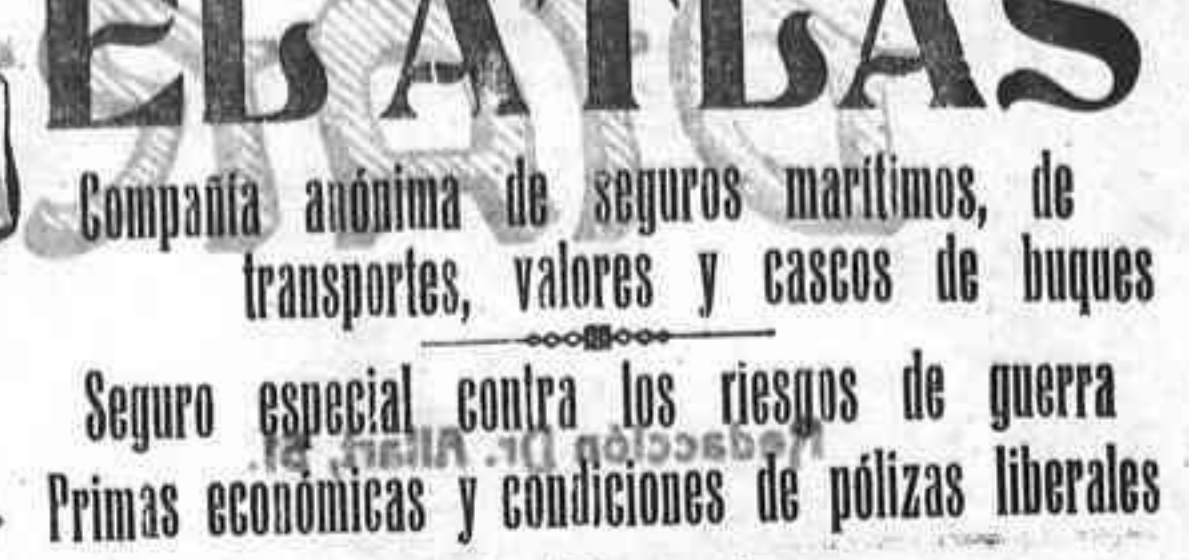 EL ATLAS
Compañía anónima de seguros marítimos, de
transportes, valores y cascos de buques
Seguro especial contra los riesgos de guerra
Primas económicas y condiciones de pólizas liberales